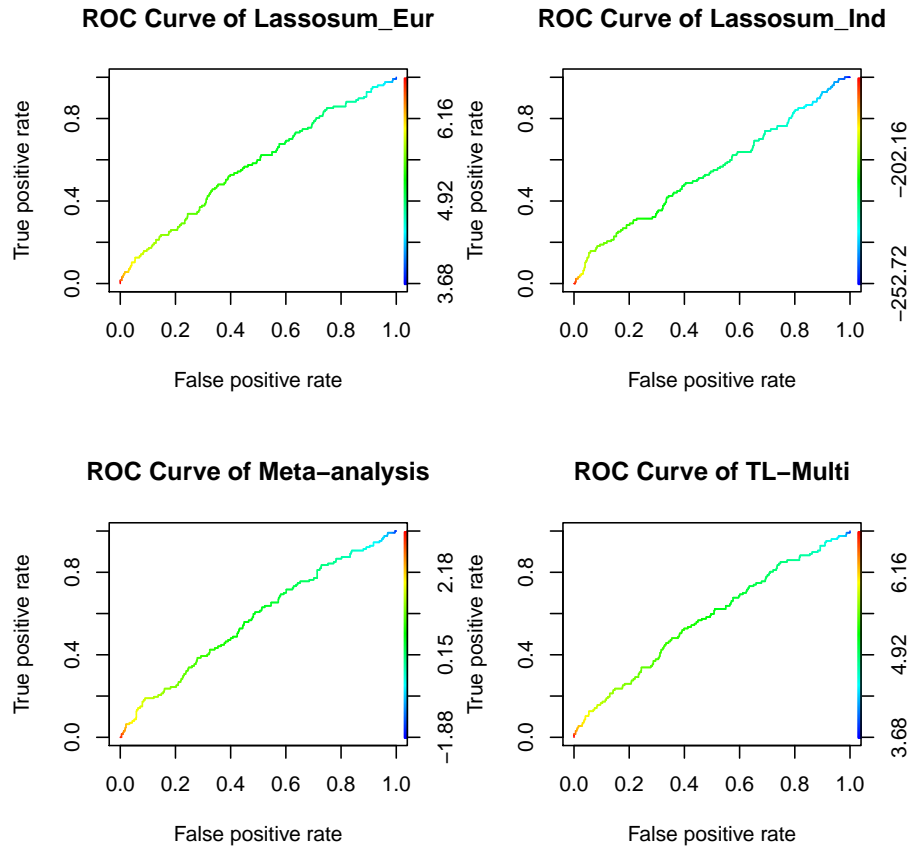 ROC Curve of Lassosum_Eur
True positive rate
0.0 0.4 0.8
0.0 0.2 0.4 0.6 0.8 1.0
False positive rate
3.68 4.92 6.16
ROC Curve of Lassosum_Ind
True positive rate
0.0 0.4 0.8
0.0 0.2 0.4 0.6 0.8 1.0
False positive rate
−252.72 −202.16
ROC Curve of Meta−analysis
True positive rate
0.0 0.4 0.8
0.0 0.2 0.4 0.6 0.8 1.0
False positive rate
−1.88 0.15 2.18
ROC Curve of TL−Multi
True positive rate
0.0 0.4 0.8
0.0 0.2 0.4 0.6 0.8 1.0
False positive rate
3.68 4.92 6.16